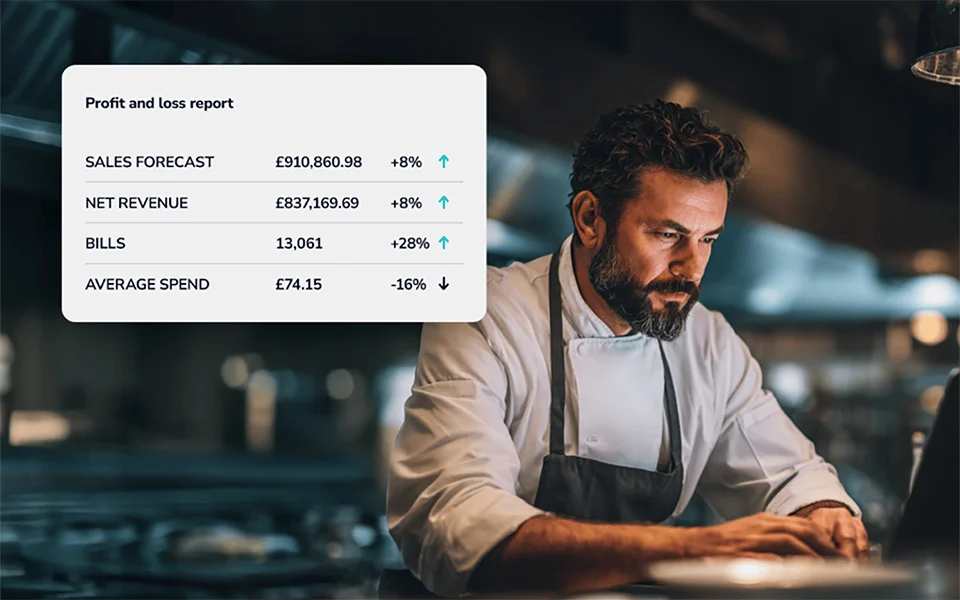 Profit and loss report
SALES FORECAST £910,860.98 +8% ↑
NET REVENUE £837,169.69 +8% ↑
BILLS 13,061 +28% ↑
AVERAGE SPEND £74.15 -16% ↓